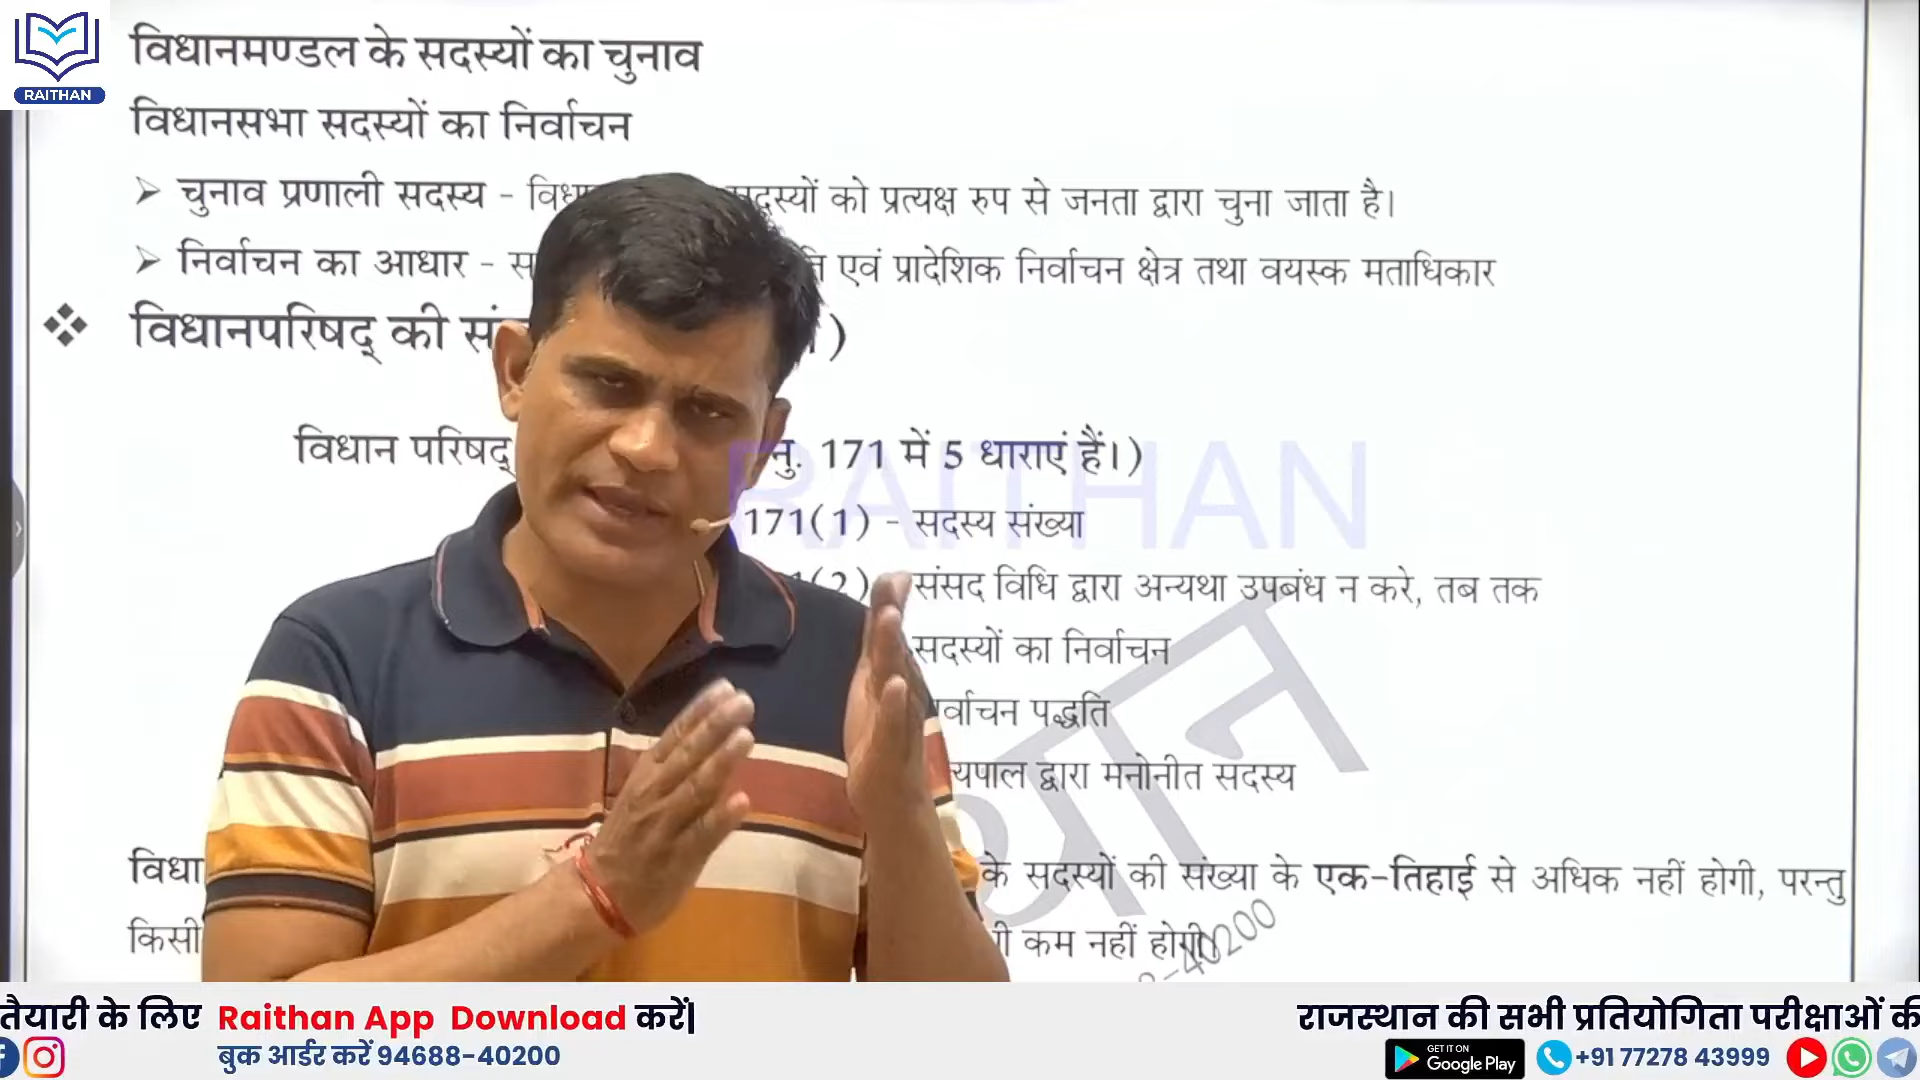 RAITHAN
विधानमण्डल के सदस्यों का चुनाव
विधानसभा सदस्यों का निर्वाचन
➢ चुनाव प्रणाली सदस्य - सदस्यों को प्रत्यक्ष रुप से जनता द्वारा चुना जाता है।
➢ निर्वाचन का आधार - एवं प्रादेशिक निर्वाचन क्षेत्र तथा वयस्क मताधिकार
❖ विधानपरिषद् की
विधान परिषद् 171 में 5 धाराएं हैं।)
RAITHAN
171(1) - सदस्य संख्या
(2) संसद विधि द्वारा अन्यथा उपबंध न करे, तब तक
सदस्यों का निर्वाचन
पद्धति
द्वारा मनोनीत सदस्य
के सदस्यों की संख्या के एक-तिहाई से अधिक नहीं होगी, परन्तु
किसी कम नहीं होगी।
-40200
तैयारी के लिए Raithan App Download करें|
राजस्थान की सभी प्रतियोगिता परीक्षाओं की
बुक आर्डर करें 94688-40200
GET IT ON
Google Play
+91 77278 43999